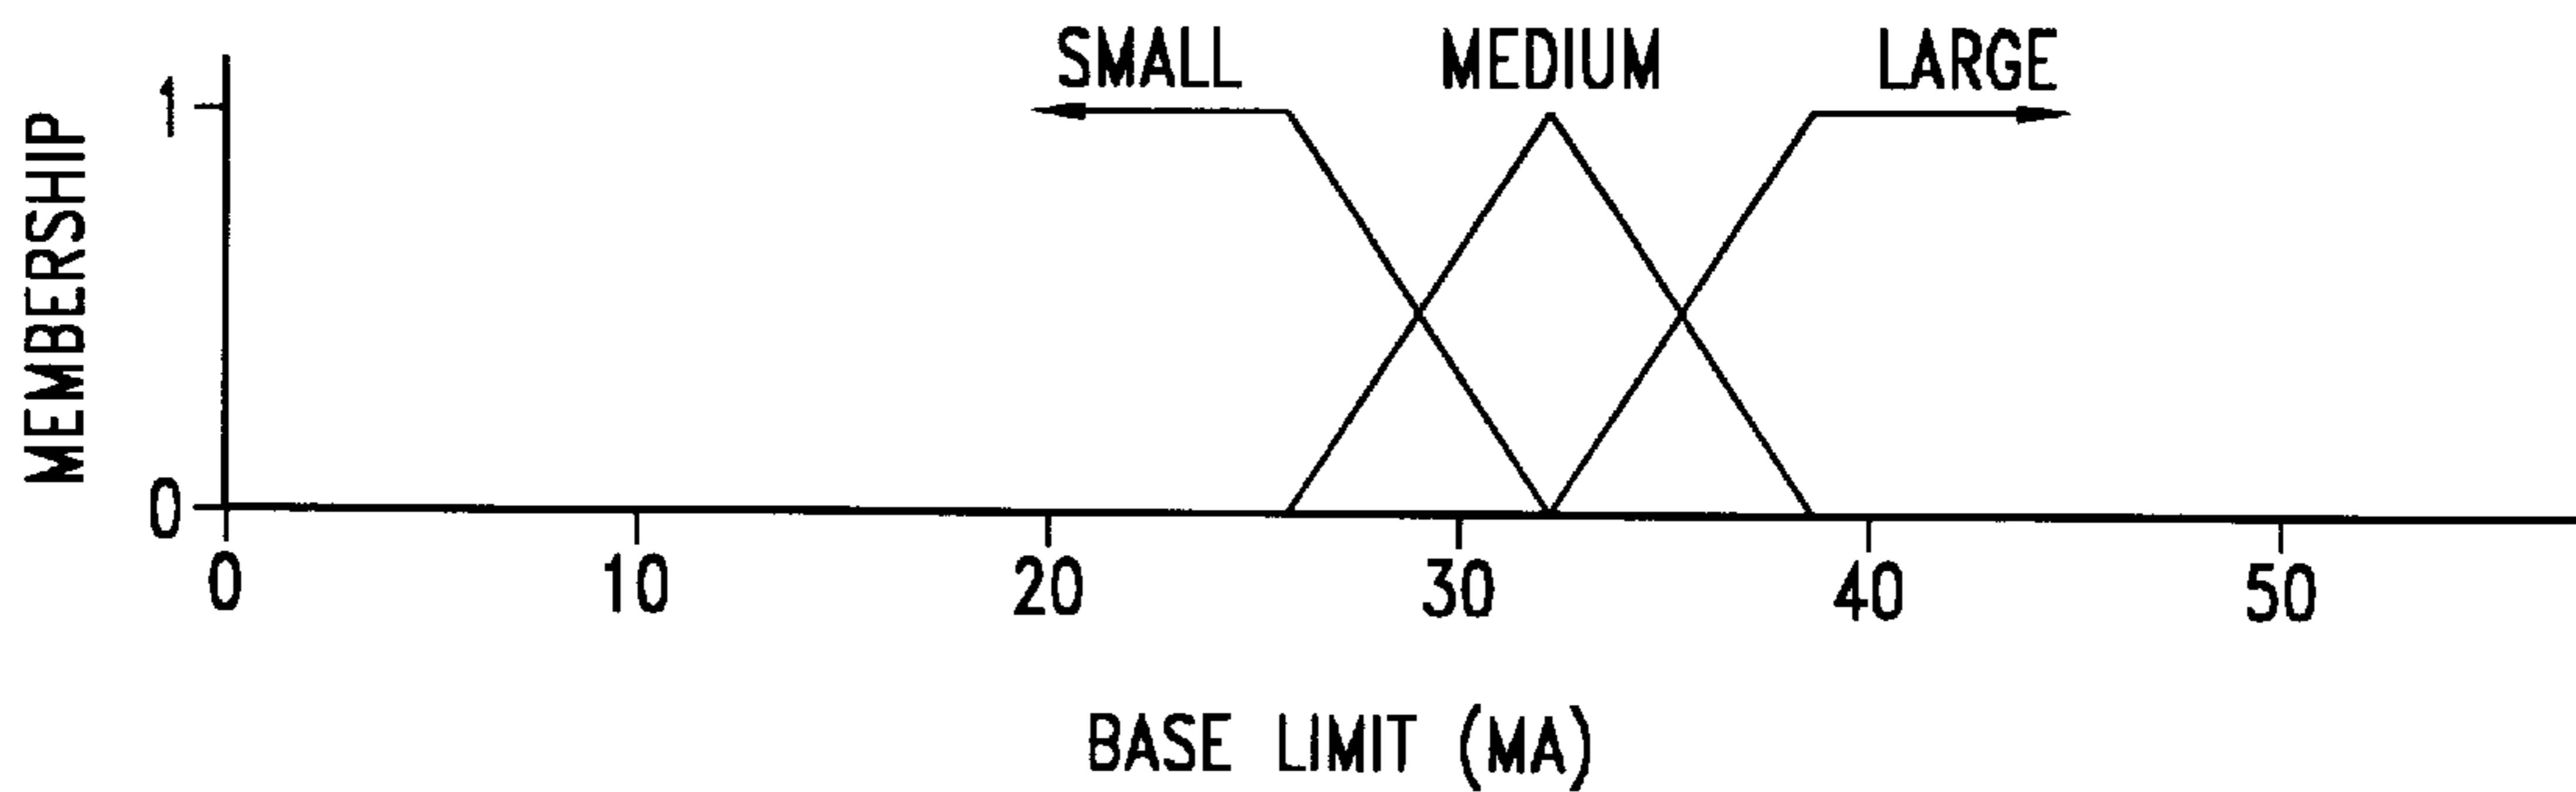 SMALL MEDIUM LARGE
1
MEMBERSHIP
0
0 10 20 30 40 50
BASE LIMIT (MA)